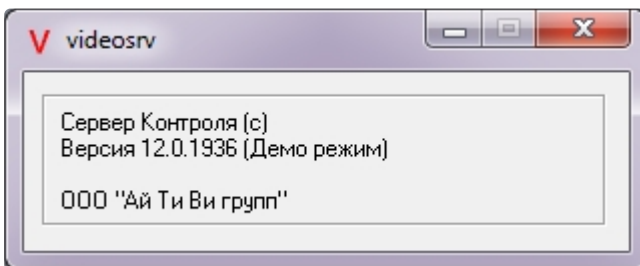 videosrv
Сервер Контроля (с)
Версия 12.0.1936 (Демо режим)
ООО "Ай Ти Ви групп"